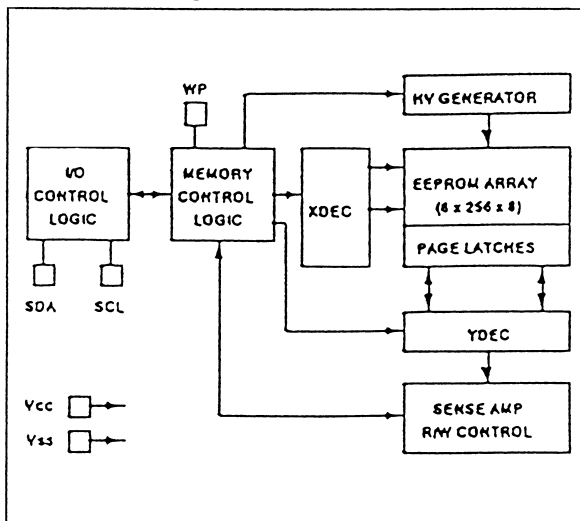 WP
HV GENERATOR
I/O
CONTROL
LOGIC
MEMORY
CONTROL
LOGIC
XDEC
EEPROM ARRAY
(8 x 256 x 8)
PAGE LATCHES
SDA
SCL
YDEC
Vcc
Vss
SENSE AMP
R/W CONTROL